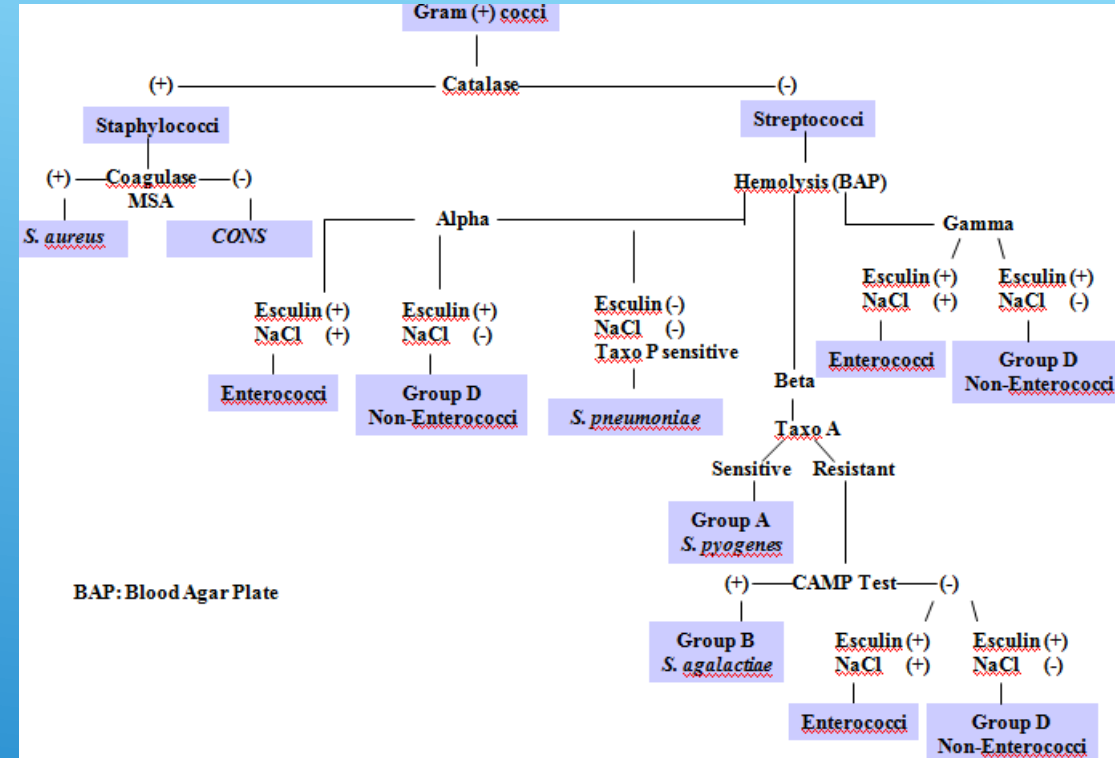 Gram (+) cocci
(+) Catalase (-)
Staphylococci
Streptococci
(+) Coagulase (-)
MSA
S. aureus
CONS
Hemolysis (BAP)
Alpha
Gamma
Esculin (+)
NaCl (+)
Enterococci
Esculin (+)
NaCl (-)
Group D
Non-Enterococci
Esculin (-)
NaCl (-)
Taxo P sensitive
S. pneumoniae
Esculin (+)
NaCl (+)
Enterococci
Esculin (+)
NaCl (-)
Group D
Non-Enterococci
Beta
Taxo A
Sensitive Resistant
Group A
S. pyogenes
(+) CAMP Test (-)
Group B
S. agalactiae
Esculin (+)
NaCl (+)
Enterococci
Esculin (+)
NaCl (-)
Group D
Non-Enterococci
BAP: Blood Agar Plate